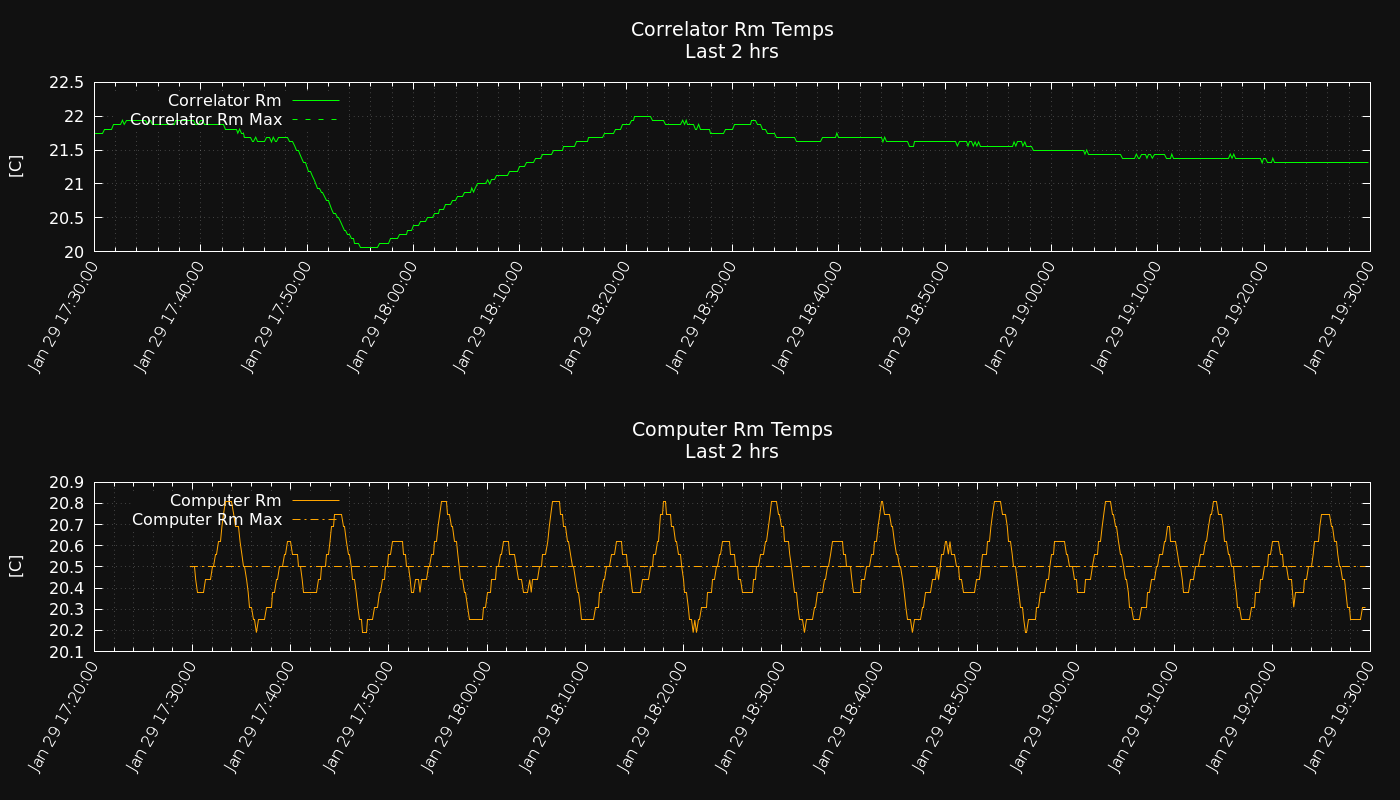 Correlator Rm Temps
Last 2 hrs
22.5
22
21.5
21
20.5
20
[C]
Correlator Rm
Correlator Rm Max
Jan 29 17:30:00
Jan 29 17:40:00
Jan 29 17:50:00
Jan 29 18:00:00
Jan 29 18:10:00
Jan 29 18:20:00
Jan 29 18:30:00
Jan 29 18:40:00
Jan 29 18:50:00
Jan 29 19:00:00
Jan 29 19:10:00
Jan 29 19:20:00
Jan 29 19:30:00
Computer Rm Temps
Last 2 hrs
20.9
20.8
20.7
20.6
20.5
20.4
20.3
20.2
20.1
[C]
Computer Rm
Computer Rm Max
Jan 29 17:20:00
Jan 29 17:30:00
Jan 29 17:40:00
Jan 29 17:50:00
Jan 29 18:00:00
Jan 29 18:10:00
Jan 29 18:20:00
Jan 29 18:30:00
Jan 29 18:40:00
Jan 29 18:50:00
Jan 29 19:00:00
Jan 29 19:10:00
Jan 29 19:20:00
Jan 29 19:30:00